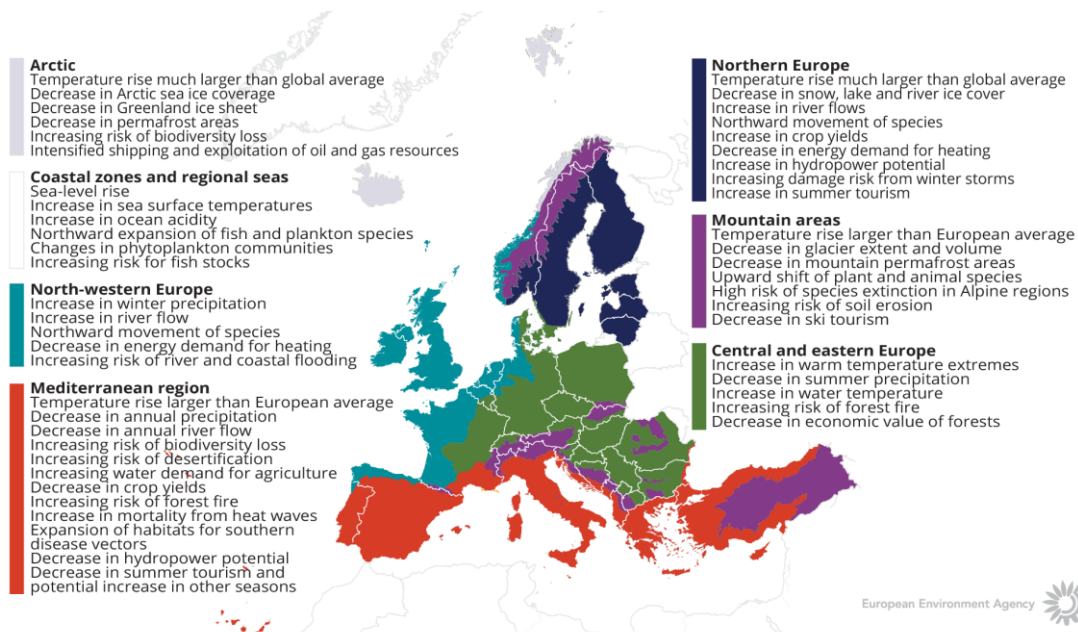 Arctic
Temperature rise much larger than global average
Decrease in Arctic sea ice coverage
Decrease in Greenland ice sheet
Decrease in permafrost areas
Increasing risk of biodiversity loss
Intensified shipping and exploitation of oil and gas resources
Coastal zones and regional seas
Sea-level rise
Increase in sea surface temperatures
Increase in ocean acidity
Northward expansion of fish and plankton species
Changes in phytoplankton communities
Increasing risk for fish stocks
North-western Europe
Increase in winter precipitation
Increase in river flow
Northward movement of species
Decrease in energy demand for heating
Increasing risk of river and coastal flooding
Mediterranean region
Temperature rise larger than European average
Decrease in annual precipitation
Decrease in annual river flow
Increasing risk of biodiversity loss
Increasing risk of desertification
Increasing water demand for agriculture
Decrease in crop yields
Increasing risk of forest fire
Increase in mortality from heat waves
Expansion of habitats for southern
disease vectors
Decrease in hydropower potential
Decrease in summer tourism and
potential increase in other seasons
Northern Europe
Temperature rise much larger than global average
Decrease in snow, lake and river ice cover
Increase in river flows
Northward movement of species
Increase in crop yields
Decrease in energy demand for heating
Increase in hydropower potential
Increasing damage risk from winter storms
Increase in summer tourism
Mountain areas
Temperature rise larger than European average
Decrease in glacier extent and volume
Decrease in mountain permafrost areas
Upward shift of plant and animal species
High risk of species extinction in Alpine regions
Increasing risk of soil erosion
Decrease in ski tourism
Central and eastern Europe
Increase in warm temperature extremes
Decrease in summer precipitation
Increase in water temperature
Increasing risk of forest fire
Decrease in economic value of forests
European Environment Agency